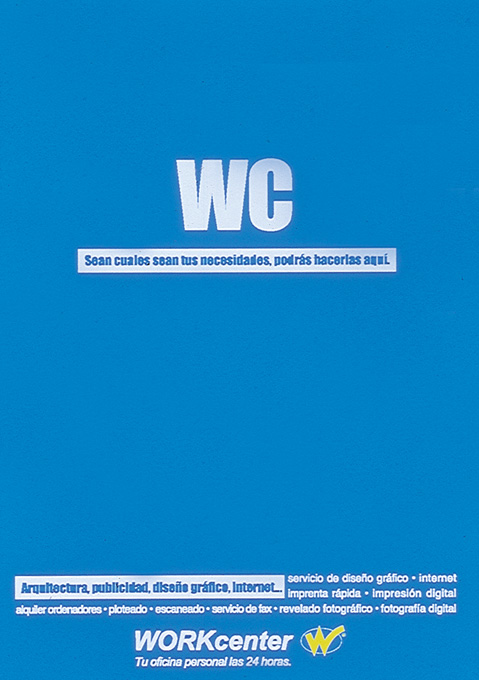 WC
Sean cuales sean tus necesidades, podrás hacerlas aquí.
Arquitectura, publicidad, diseño gráfico, Internet...
servicio de diseño gráfico • internet
imprenta rápida • impresión digital
alquiler ordenadores • ploteado • escaneado • servicio de fax • revelado fotográfico • fotografía digital
WORKcenter W
Tu oficina personal las 24 horas.